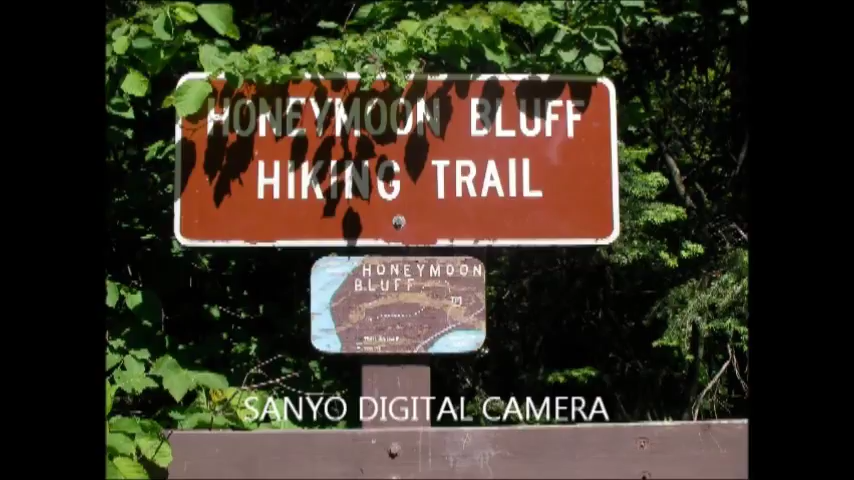 HONEYMOON BLUFF
HIKING TRAIL
HONEYMOON
BLUFF
SANYO DIGITAL CAMERA